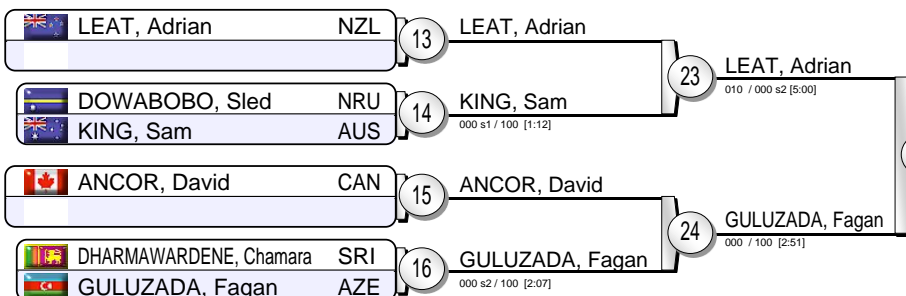 LEAT, Adrian NZL
13
LEAT, Adrian
DOWABOBO, Sled NRU
KING, Sam AUS
14
KING, Sam
000 s1 / 100 [1:12]
23
LEAT, Adrian
010 / 000 s2 [5:00]
ANCOR, David CAN
15
ANCOR, David
DHARMAWARDENE, Chamara SRI
GULUZADA, Fagan AZE
16
GULUZADA, Fagan
000 s2 / 100 [2:07]
24
GULUZADA, Fagan
000 / 100 [2:51]